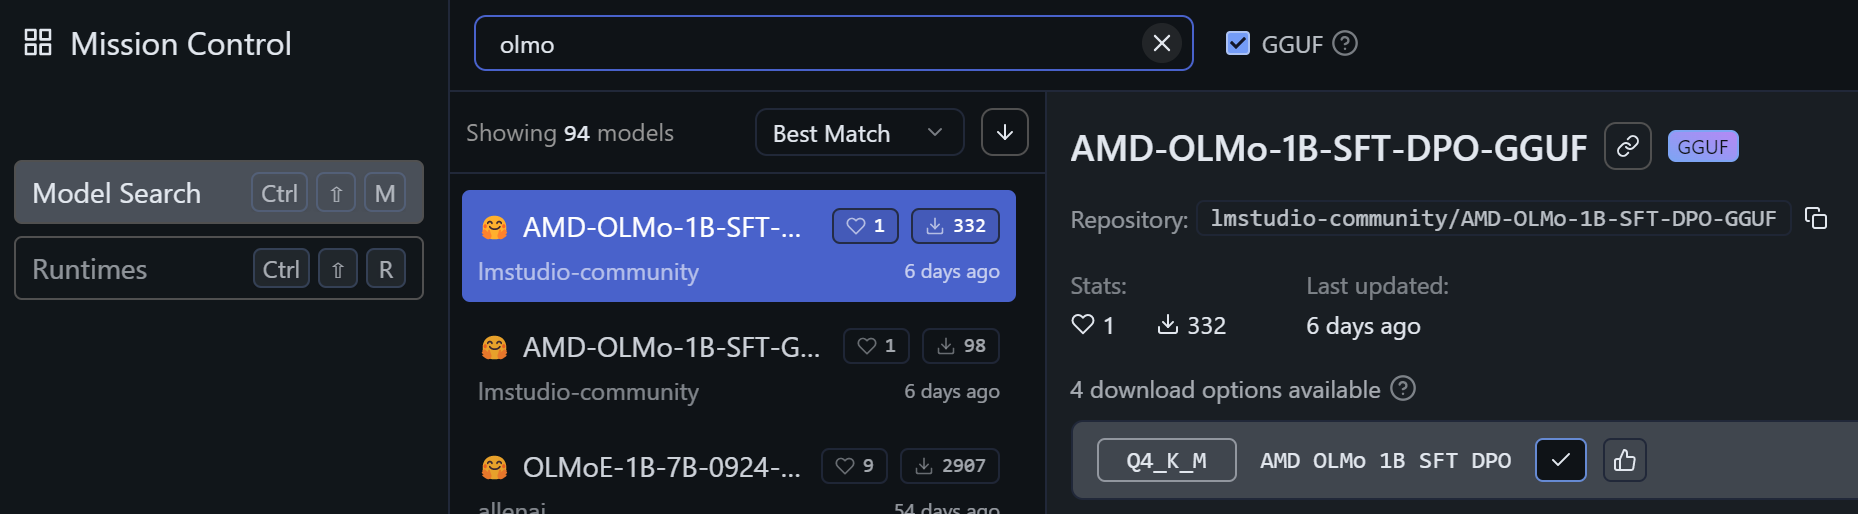 Mission Control
olmo
GGUF
Model Search Ctrl ⇧ M
Runtimes Ctrl ⇧ R
Showing 94 models
Best Match
AMD-OLMo-1B-SFT-... 1 332
lmstudio-community 6 days ago
AMD-OLMo-1B-SFT-G... 1 98
lmstudio-community 6 days ago
OLMoE-1B-7B-0924-... 9 2907
allenai 54 days ago
AMD-OLMo-1B-SFT-DPO-GGUF GGUF
Repository: lmstudio-community/AMD-OLMo-1B-SFT-DPO-GGUF
Stats: Last updated:
1 332 6 days ago
4 download options available
Q4_K_M AMD OLMo 1B SFT DPO